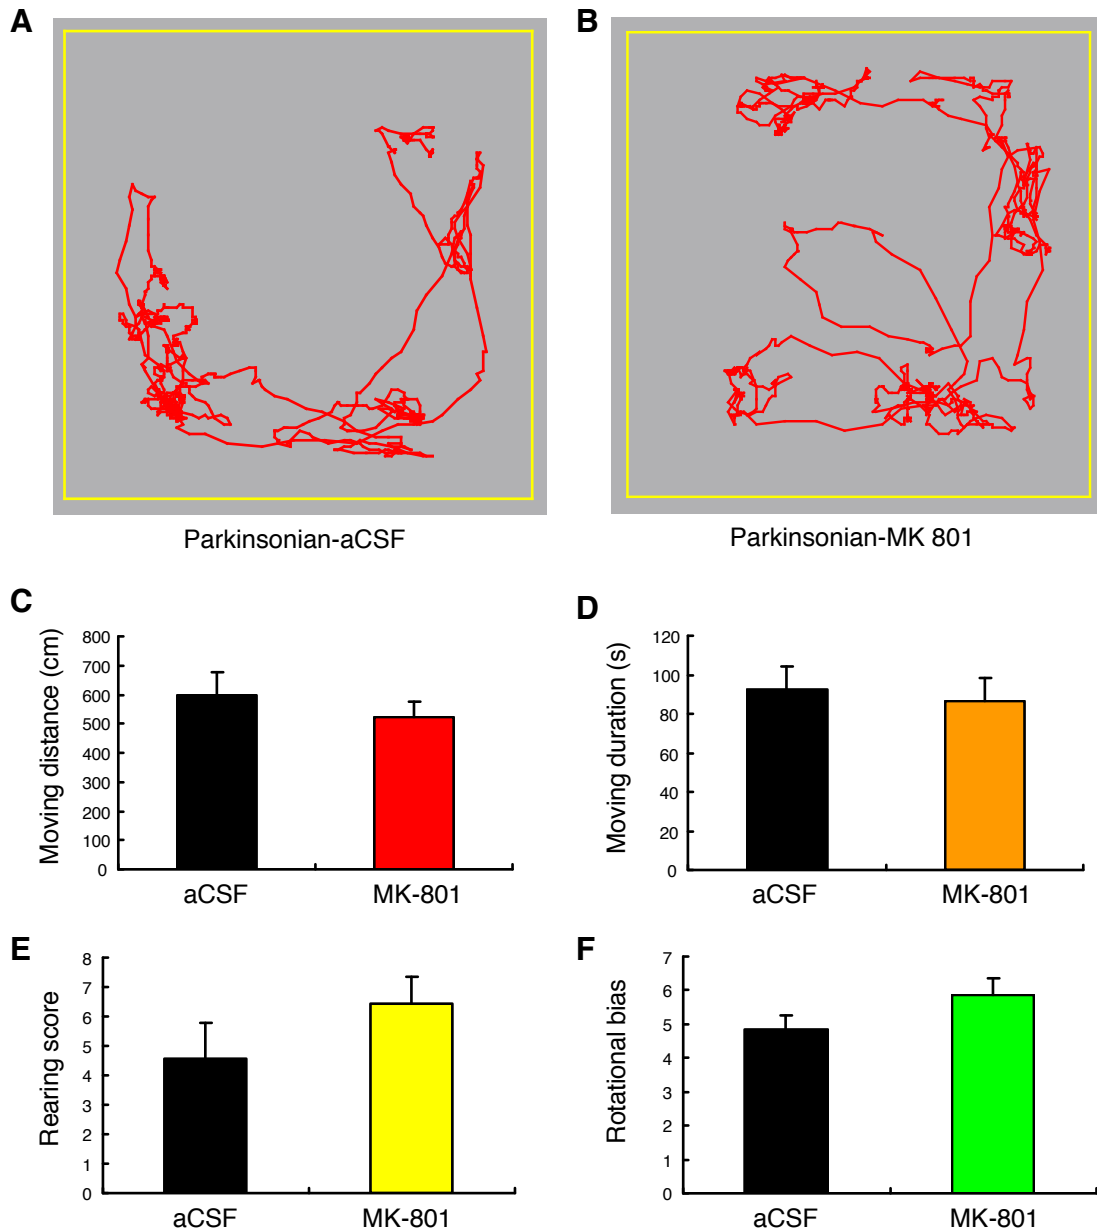 A
B
Parkinsonian-aCSF
Parkinsonian-MK 801
C
Moving distance (cm)
800
700
600
500
400
300
200
100
0
aCSF
MK-801
D
Moving duration (s)
120
100
80
60
40
20
0
aCSF
MK-801
E
Rearing score
8
7
6
5
4
3
2
1
0
aCSF
MK-801
F
Rotational bias
7
6
5
4
3
2
1
0
aCSF
MK-801